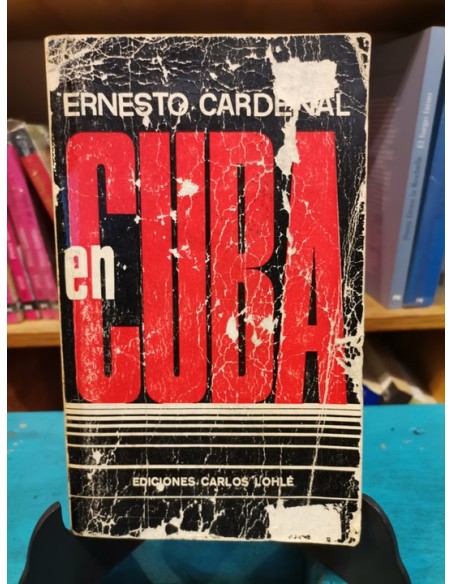 ERNESTO CARDENAL
en
CUBA
EDICIONES CARLOS LOHLÉ